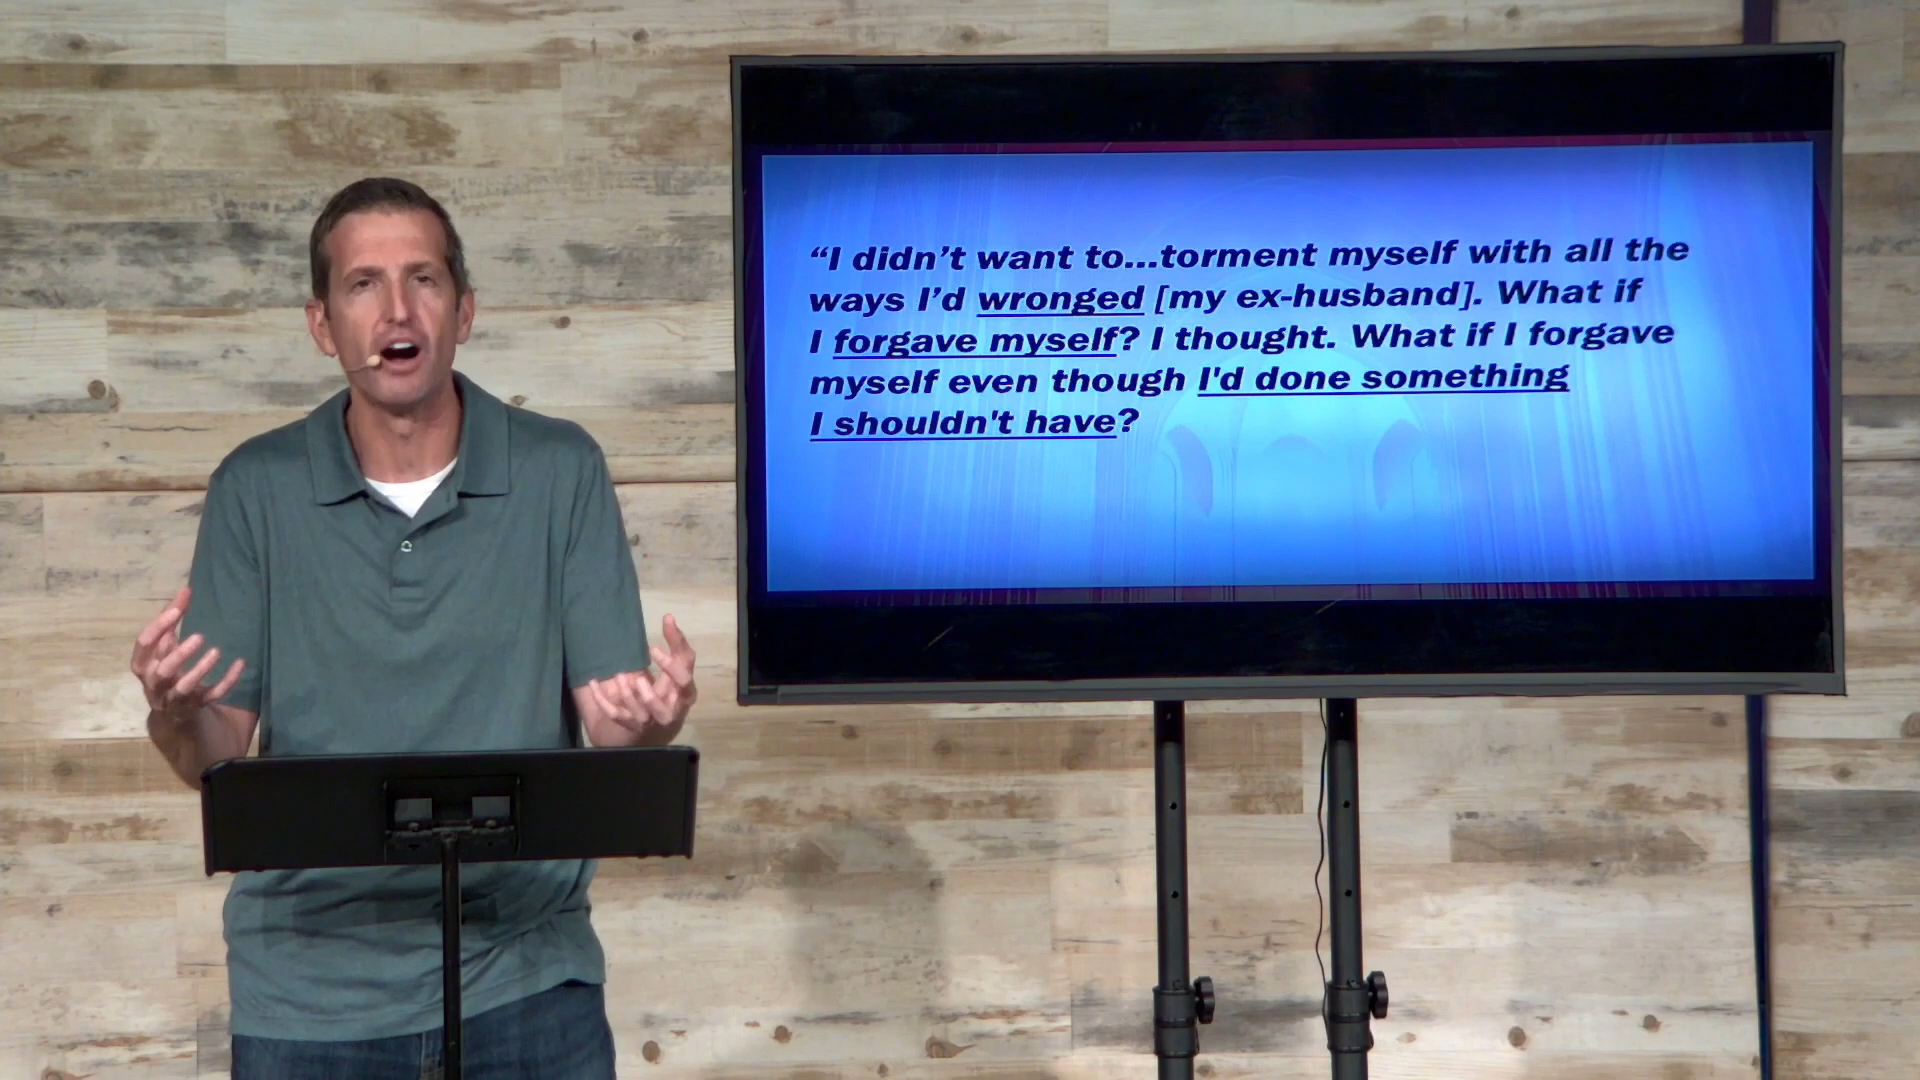 “I didn’t want to...torment myself with all the
ways I’d wronged [my ex-husband]. What if
I forgave myself? I thought. What if I forgave
myself even though I'd done something
I shouldn't have?